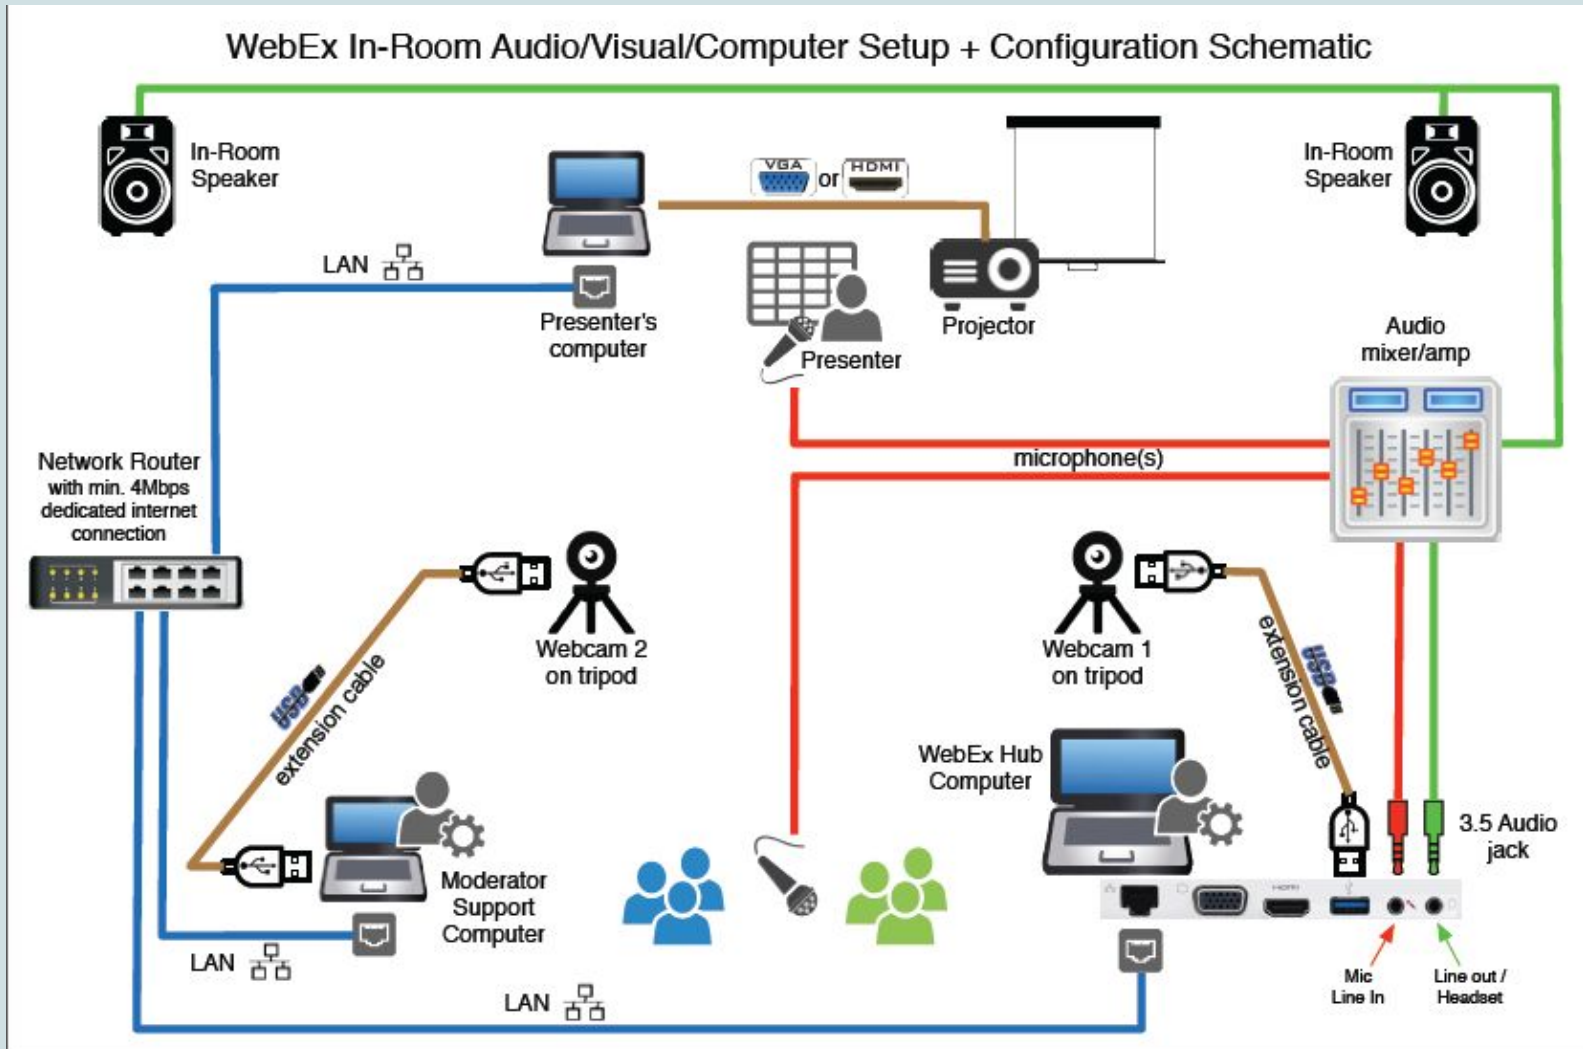 WebEx In-Room Audio/Visual/Computer Setup + Configuration Schematic
In-Room
Speaker
VGA
or
HDMI
In-Room
Speaker
LAN
Presenter's
computer
Presenter
Projector
Audio
mixer/amp
microphone(s)
Network Router
with min. 4Mbps
dedicated internet
connection
Webcam 2
on tripod
Webcam 1
on tripod
USB
extension cable
USB
extension cable
WebEx Hub
Computer
3.5 Audio
jack
Moderator
Support
Computer
HDMI
LAN
LAN
Mic
Line In
Line out /
Headset